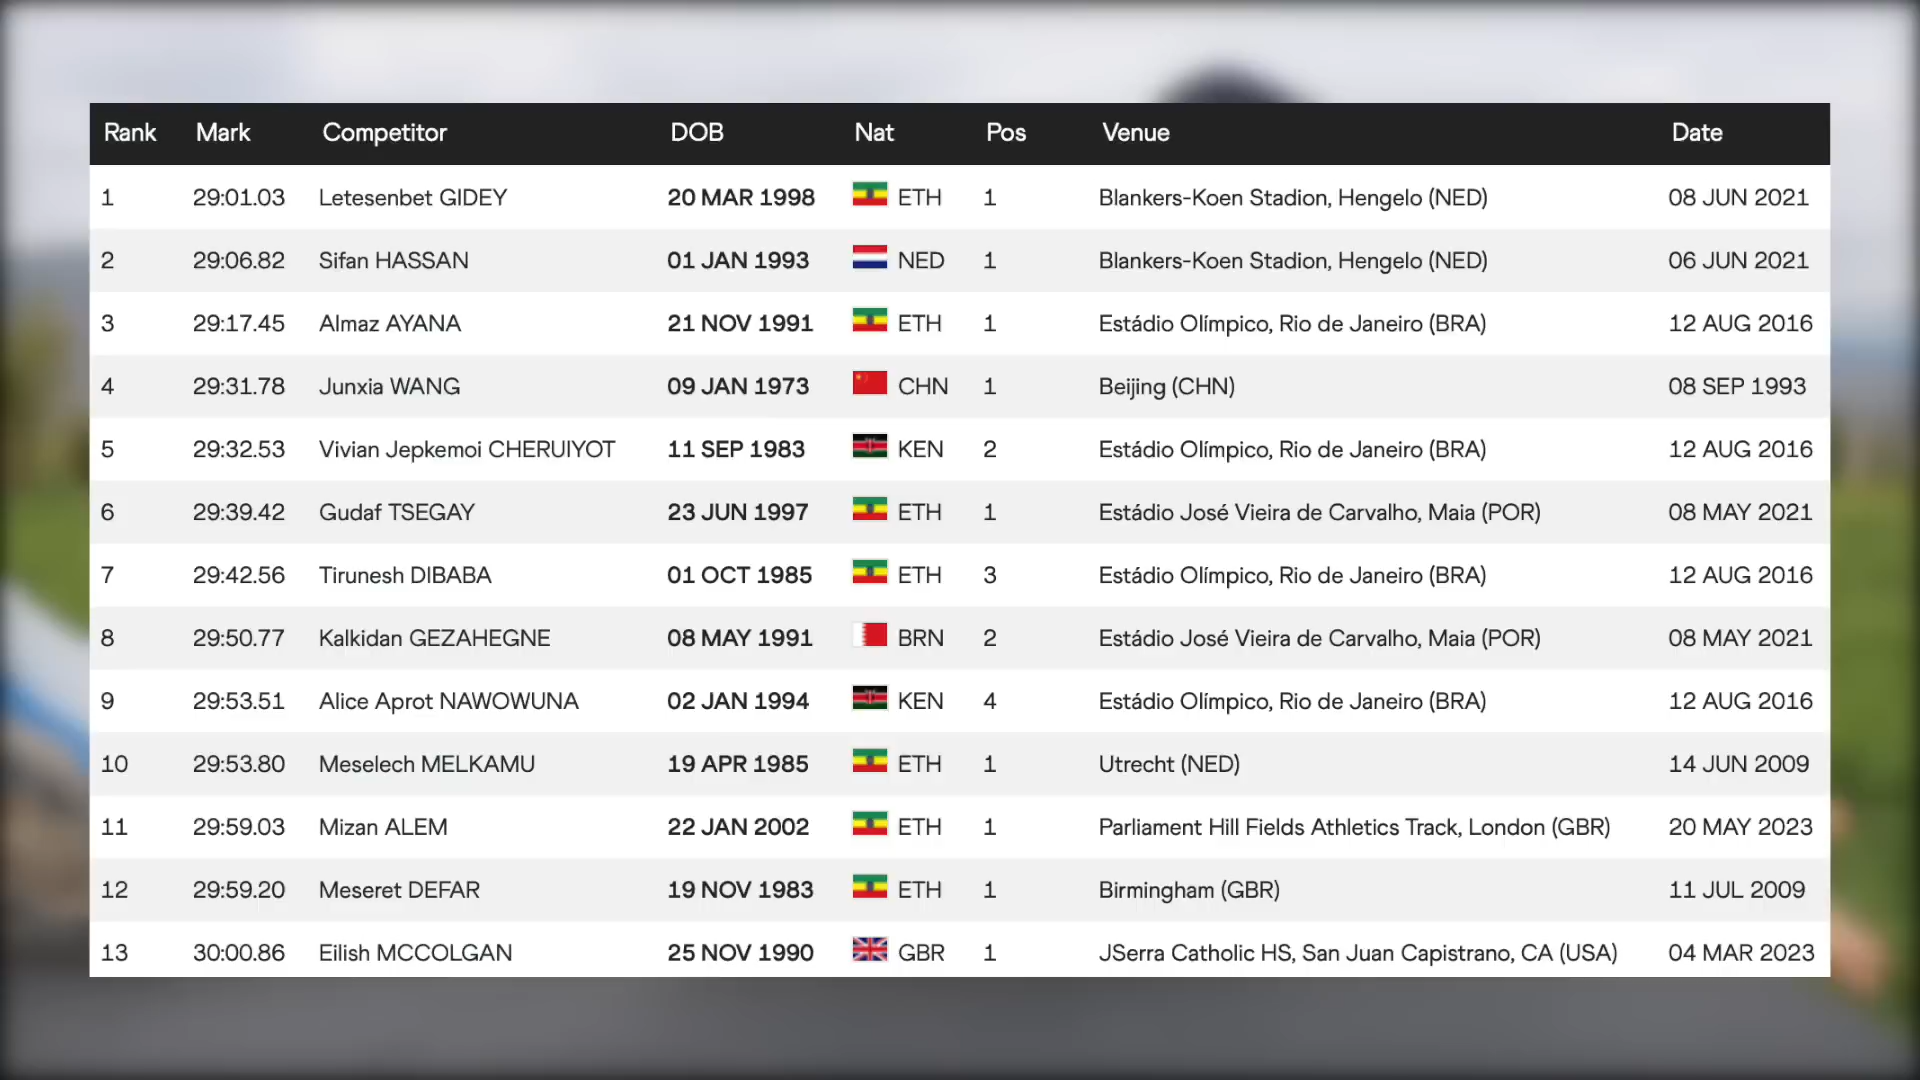 Rank Mark Competitor DOB Nat Pos Venue Date
1 29:01.03 Letesenbet GIDEY 20 MAR 1998 ETH 1 Blankers-Koen Stadion, Hengelo (NED) 08 JUN 2021
2 29:06.82 Sifan HASSAN 01 JAN 1993 NED 1 Blankers-Koen Stadion, Hengelo (NED) 06 JUN 2021
3 29:17.45 Almaz AYANA 21 NOV 1991 ETH 1 Estádio Olímpico, Rio de Janeiro (BRA) 12 AUG 2016
4 29:31.78 Junxia WANG 09 JAN 1973 CHN 1 Beijing (CHN) 08 SEP 1993
5 29:32.53 Vivian Jepkemoi CHERUIYOT 11 SEP 1983 KEN 2 Estádio Olímpico, Rio de Janeiro (BRA) 12 AUG 2016
6 29:39.42 Gudaf TSEGAY 23 JUN 1997 ETH 1 Estádio José Vieira de Carvalho, Maia (POR) 08 MAY 2021
7 29:42.56 Tirunesh DIBABA 01 OCT 1985 ETH 3 Estádio Olímpico, Rio de Janeiro (BRA) 12 AUG 2016
8 29:50.77 Kalkidan GEZAHEGNE 08 MAY 1991 BRN 2 Estádio José Vieira de Carvalho, Maia (POR) 08 MAY 2021
9 29:53.51 Alice Aprot NAWOWUNA 02 JAN 1994 KEN 4 Estádio Olímpico, Rio de Janeiro (BRA) 12 AUG 2016
10 29:53.80 Meselech MELKAMU 19 APR 1985 ETH 1 Utrecht (NED) 14 JUN 2009
11 29:59.03 Mizan ALEM 22 JAN 2002 ETH 1 Parliament Hill Fields Athletics Track, London (GBR) 20 MAY 2023
12 29:59.20 Meseret DEFAR 19 NOV 1983 ETH 1 Birmingham (GBR) 11 JUL 2009
13 30:00.86 Eilish MCCOLGAN 25 NOV 1990 GBR 1 JSerra Catholic HS, San Juan Capistrano, CA (USA) 04 MAR 2023